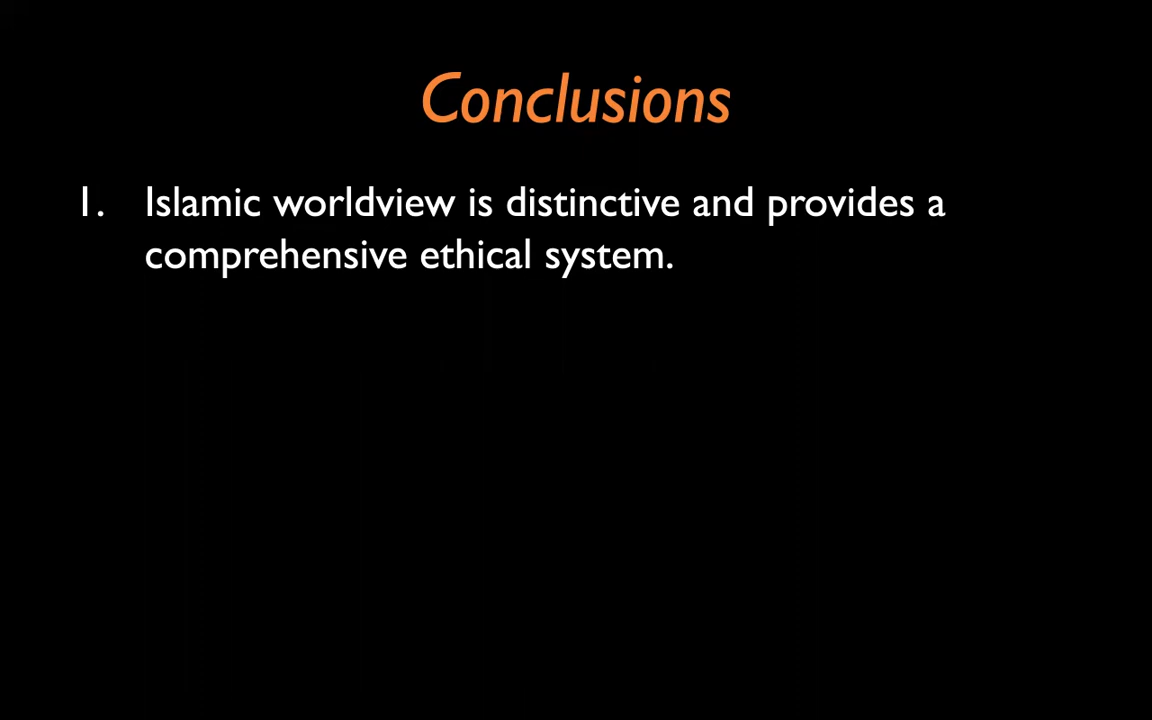 Conclusions
1. Islamic worldview is distinctive and provides a
comprehensive ethical system.